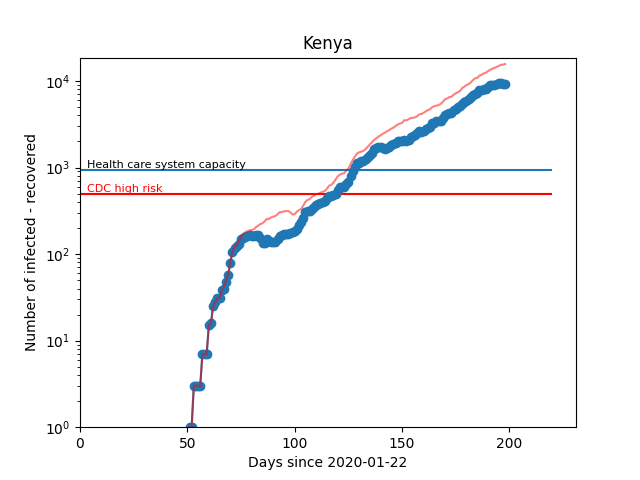 Kenya
Number of infected - recovered
10⁴
10³
10²
10¹
10⁰
Health care system capacity
CDC high risk
0 50 100 150 200
Days since 2020-01-22